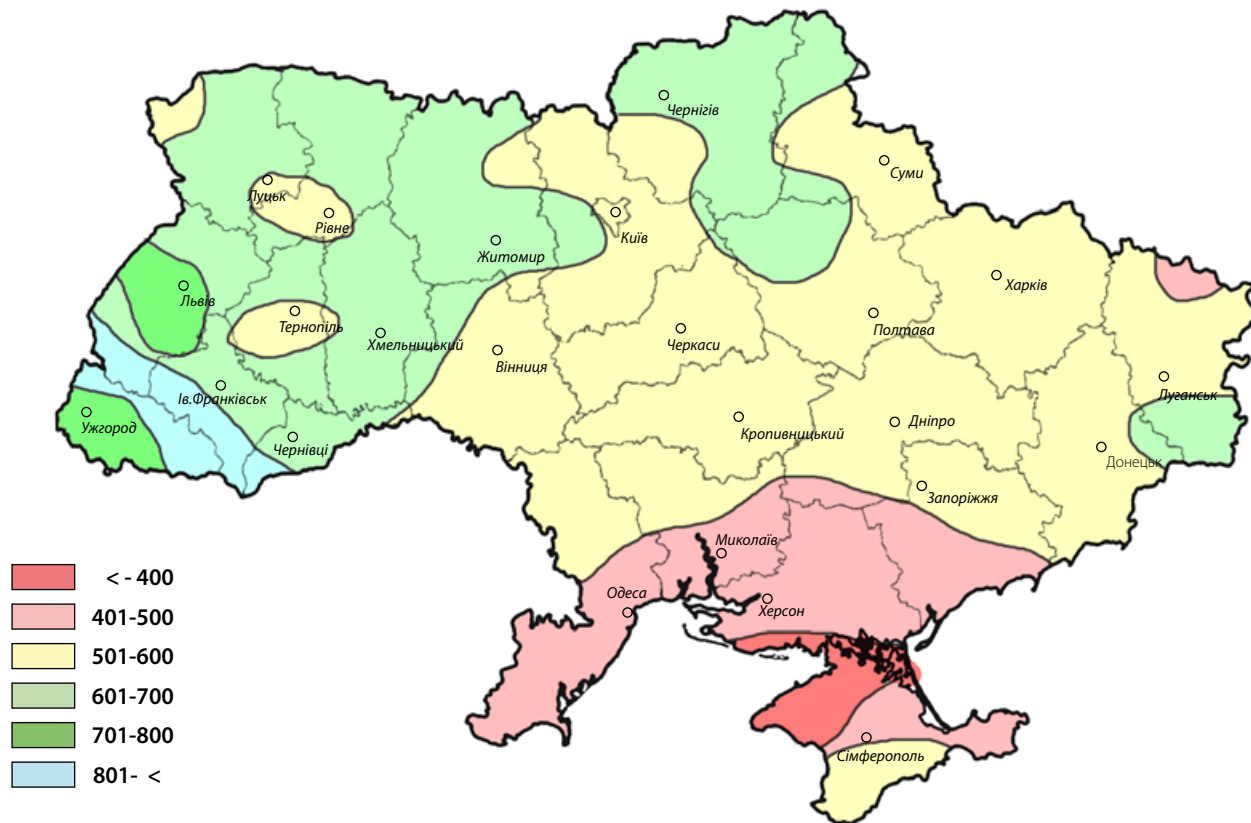 Чернігів
Суми
Луцьк
Рівне
Київ
Житомир
Харків
Львів
Тернопіль
Полтава
Хмельницький
Черкаси
Вінниця
Луганськ
Ів.Франківськ
Ужгород
Кропивницький
Дніпро
Чернівці
Донецьк
Запоріжжя
Миколаїв
Одеса
Херсон
Сімферополь
< - 400
401-500
501-600
601-700
701-800
801- <